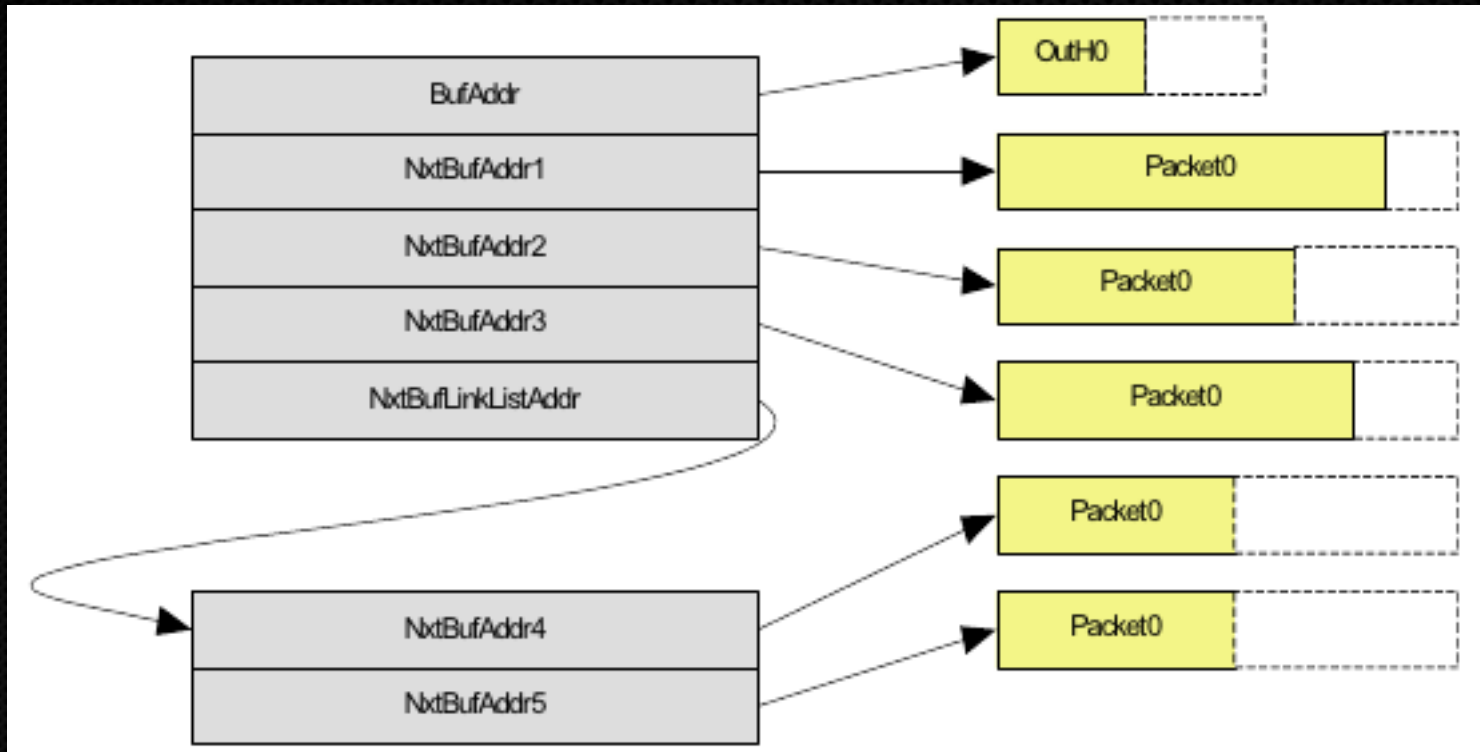 BufAddr
OutH0
NxtBufAddr1
Packet0
NxtBufAddr2
Packet0
NxtBufAddr3
Packet0
NxtBufLinkListAddr
Packet0
NxtBufAddr4
Packet0
NxtBufAddr5